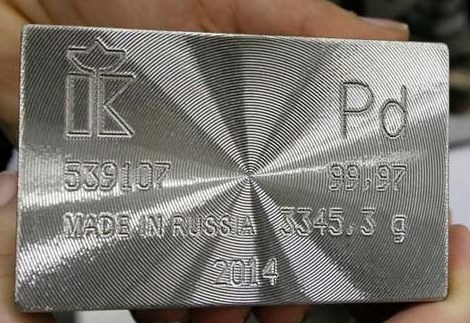 Pd
539107 99,97
MADE IN RUSSIA 3345.3 g
2014